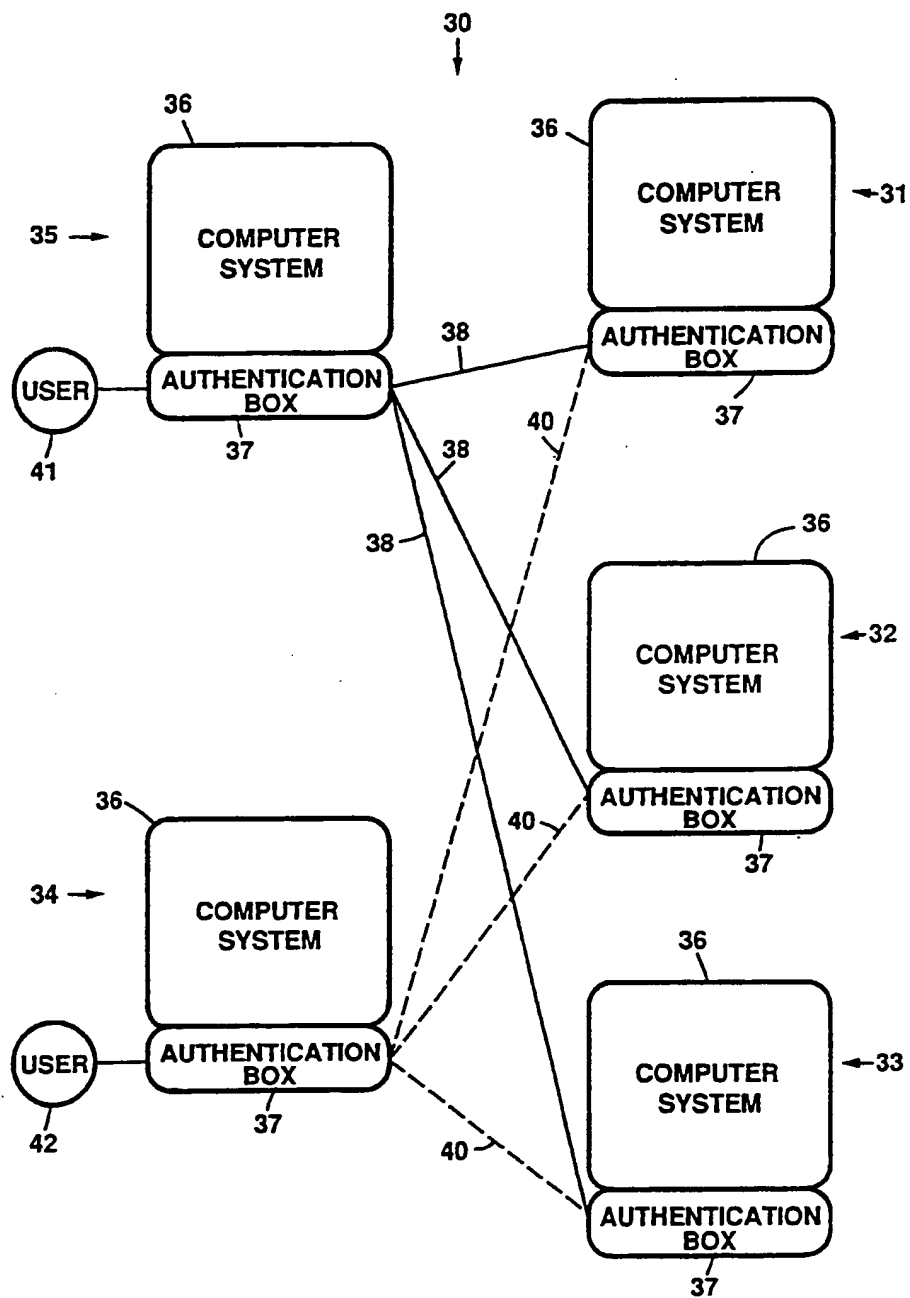 30
36
COMPUTER
SYSTEM
35
AUTHENTICATION
BOX
37
USER
41
36
COMPUTER
SYSTEM
31
AUTHENTICATION
BOX
37
38
38
38
40
36
COMPUTER
SYSTEM
32
AUTHENTICATION
BOX
37
36
COMPUTER
SYSTEM
34
AUTHENTICATION
BOX
37
USER
42
40
40
36
COMPUTER
SYSTEM
33
AUTHENTICATION
BOX
37